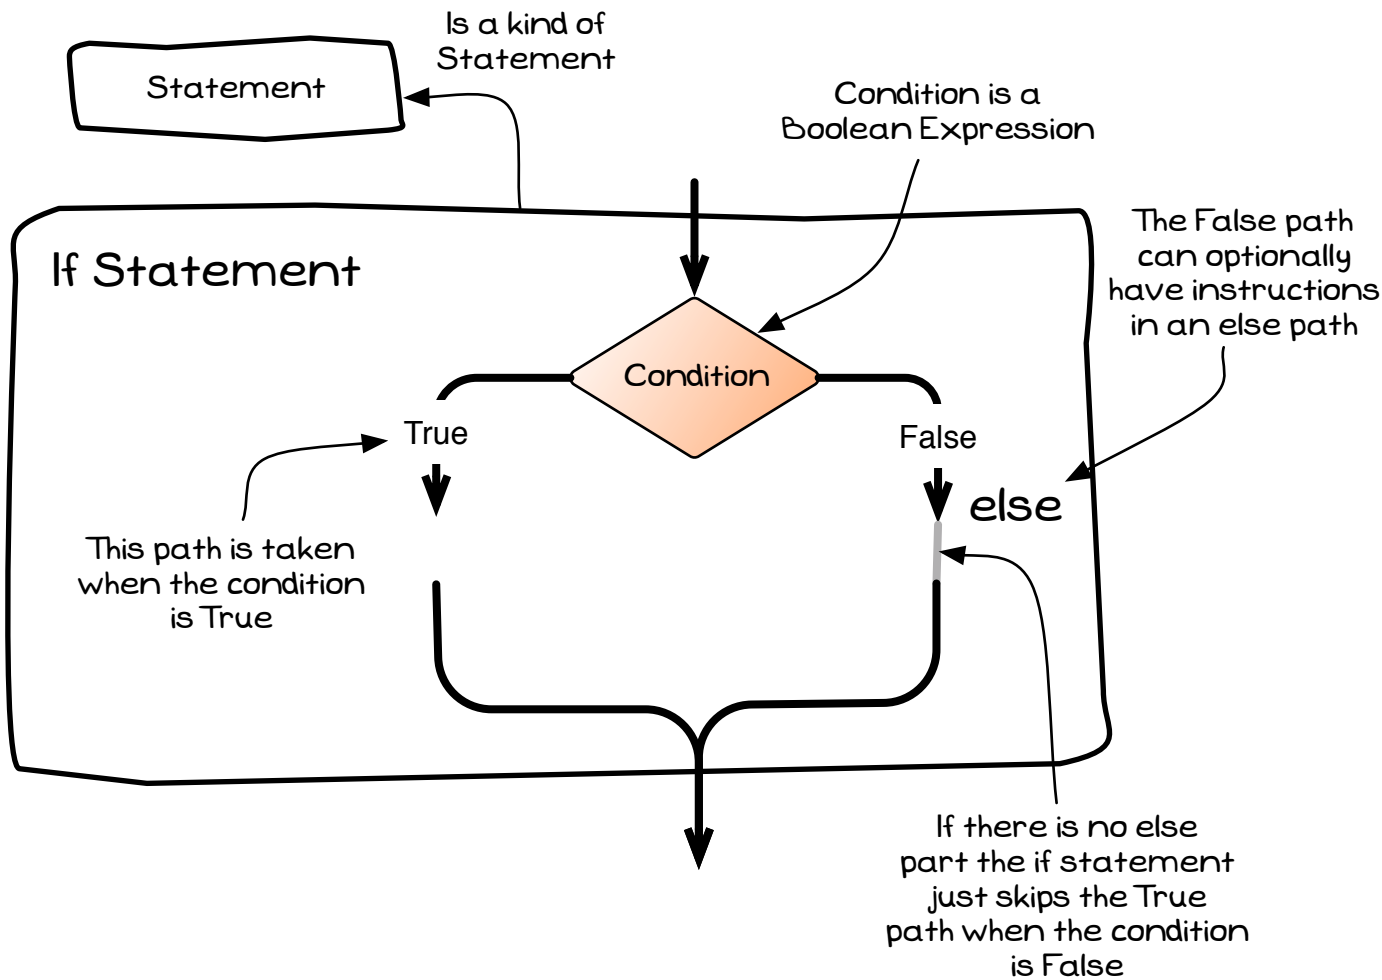 Is a kind of
Statement
Statement
Condition is a
Boolean Expression
The False path
can optionally
have instructions
in an else path
If Statement
Condition
True
False
else
This path is taken
when the condition
is True
If there is no else
part the if statement
just skips the True
path when the condition
is False